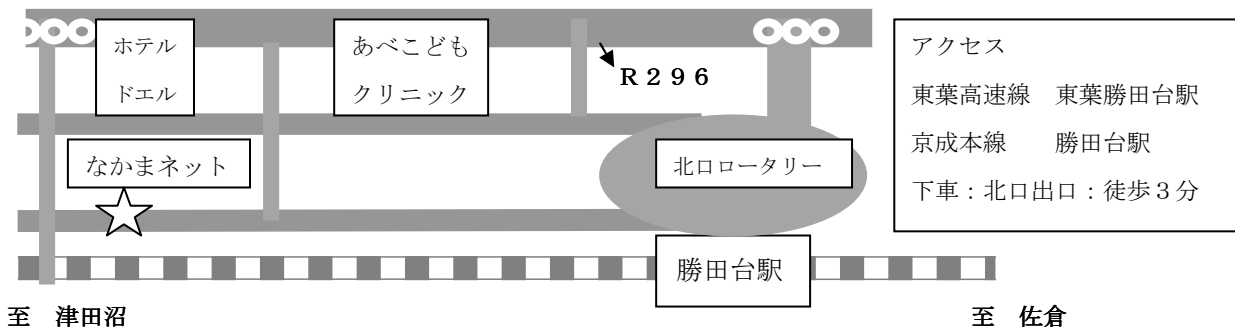 ホテル
ドエル
あべこども
クリニック
R296
アクセス
東葉高速線　東葉勝田台駅
京成本線　　勝田台駅
下車：北口出口：徒歩３分
なかまネット
北口ロータリー
勝田台駅
至　津田沼
至　佐倉